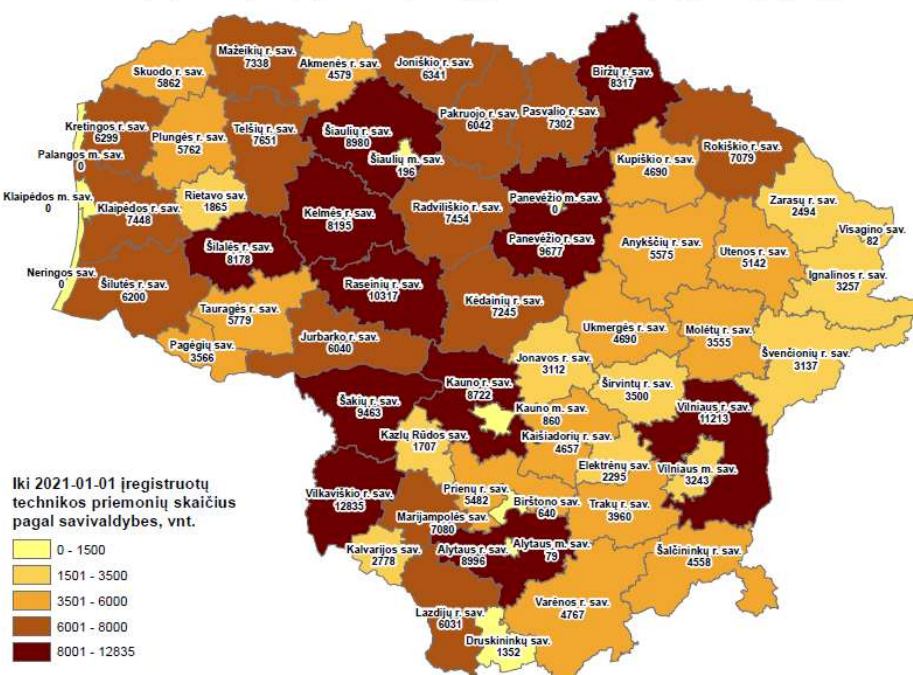 Mažeikių r. sav.
7338
Skuodo r. sav.
5862
Akmenės r. sav.
4579
Joniškio r. sav.
6341
Biržų r. sav.
8317
Kretingos r. sav.
6299
Plungės r. sav.
5762
Telšių r. sav.
7651
Šiaulių r. sav.
8980
Pakruojo r. sav.
6042
Pasvalio r. sav.
7302
Palangos m. sav.
0
Šiaulių m. sav.
196
Kupiškio r. sav.
4690
Rokiškio r. sav.
7079
Klaipėdos m. sav.
0
Klaipėdos r. sav.
7448
Rietavo sav.
1865
Kelmės r. sav.
8195
Radviliškio r. sav.
7454
Panevėžio m. sav.
0
Panevėžio r. sav.
9677
Zarasų r. sav.
2494
Visagino sav.
82
Šilalės r. sav.
8178
Anykščių r. sav.
5575
Utenos r. sav.
5142
Ignalinos r. sav.
3257
Neringos sav.
0
Šilutės r. sav.
6200
Raseinių r. sav.
10317
Kėdainių r. sav.
7245
Tauragės r. sav.
5779
Jurbarko r. sav.
6040
Ukmergės r. sav.
4690
Molėtų r. sav.
3555
Pagėgių sav.
3566
Jonavos r. sav.
3112
Švenčionių r. sav.
3137
Širvintų r. sav.
3500
Kauno r. sav.
8722
Šakių r. sav.
9463
Kauno m. sav.
860
Vilniaus r. sav.
11213
Kazlų Rūdos sav.
1707
Kaišiadorių r. sav.
4657
Elektrėnų sav.
2295
Vilniaus m. sav.
3243
Vilkaviškio r. sav.
12835
Prienų r. sav.
5482
Birštono sav.
640
Trakų r. sav.
3960
Marijampolės sav.
7080
Kalvarijos sav.
2778
Alytaus r. sav.
8996
Alytaus m. sav.
79
Šalčininkų r. sav.
4558
Lazdijų r. sav.
6031
Varėnos r. sav.
4767
Druskininkų sav.
1352
Iki 2021-01-01 įregistruotų
technikos priemonių skaičius
pagal savivaldybes, vnt.
0 - 1500
1501 - 3500
3501 - 6000
6001 - 8000
8001 - 12835